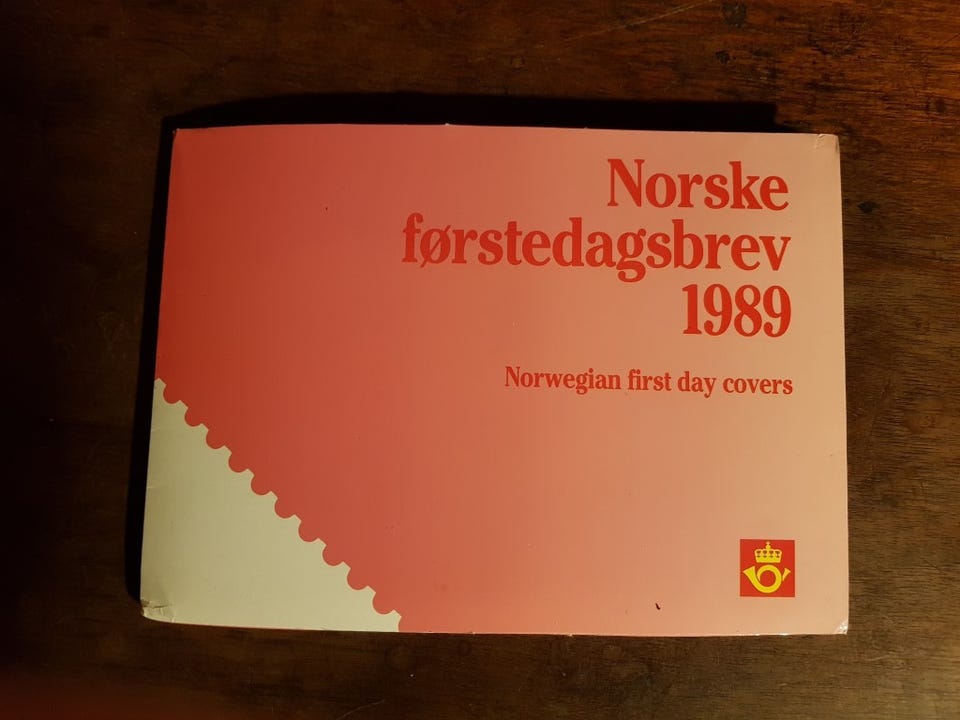 Norske
førstedagsbrev
1989
Norwegian first day covers